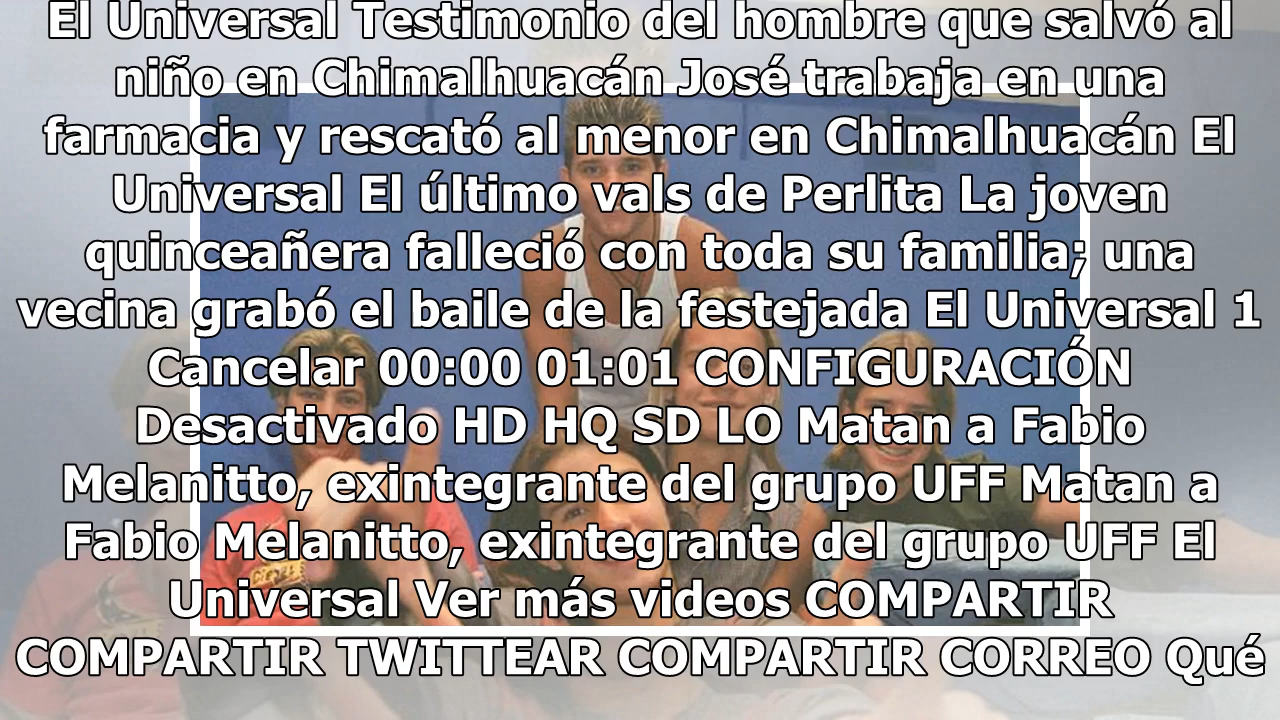 El Universal Testimonio del hombre que salvó al
niño en Chimalhuacán José trabaja en una
farmacia y rescató al menor en Chimalhuacán El
Universal El último vals de Perlita La joven
quinceañera falleció con toda su familia; una
vecina grabó el baile de la festejada El Universal 1
Cancelar 00:00 01:01 CONFIGURACIÓN
Desactivado HD HQ SD LO Matan a Fabio
Melanitto, exintegrante del grupo UFF Matan a
Fabio Melanitto, exintegrante del grupo UFF El
Universal Ver más videos COMPARTIR
COMPARTIR TWITTEAR COMPARTIR CORREO Qué